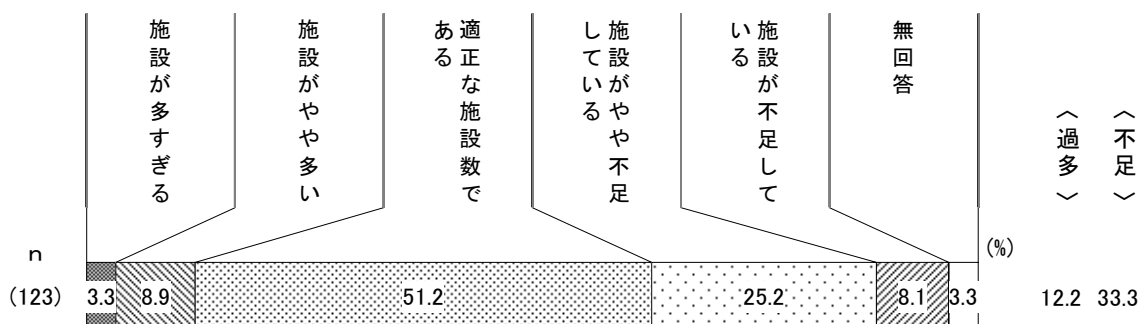 施設が多すぎる
施設がやや多い
適正な施設数で
ある
施設がやや不足
している
施設が不足して
いる
無回答
〈過多〉
〈不足〉
(%)
n
(123)
3.3
8.9
51.2
25.2
8.1
3.3
12.2
33.3